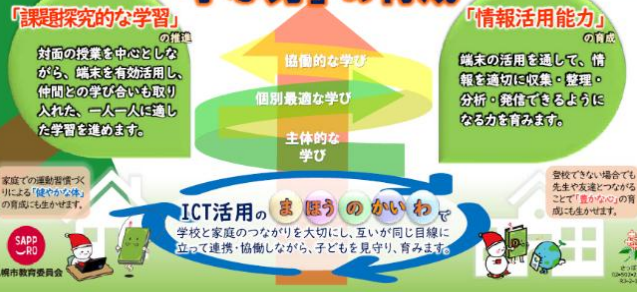 「課題探究的な学習」
の推進
対面の授業を中心としな
がら、端末を有効活用し、
仲間との学び合いも取り
入れた、一人一人に適し
た学習を進めます。
協働的な学び
個別最適な学び
主体的な
学び
「情報活用能力」
の育成
端末の活用を通して、情
報を適切に収集・整理・
分析・発信できるように
なる力を育みます。
家庭での運動習慣づく
りによる「健やかな体」
の育成にも生かせます。
登校できない場合でも
先生や友達とつながる
ことで「豊かな心」の育
成にも生かせます。
ICT活用の まほうのかいわ で
学校と家庭のつながりを大切にし、互いが同じ目線に
立って連携・協働しながら、子どもを見守り、育みます。
SAPP
RO
幌市教育委員会